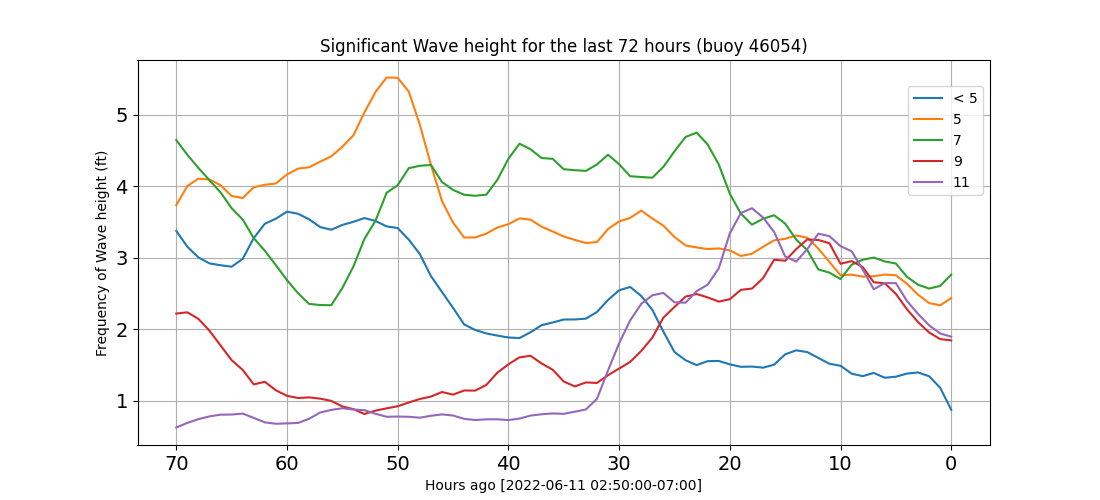 Significant Wave height for the last 72 hours (buoy 46054)
Frequency of Wave height (ft)
5
4
3
2
1
< 5
5
7
9
11
70 60 50 40 30 20 10 0
Hours ago [2022-06-11 02:50:00-07:00]